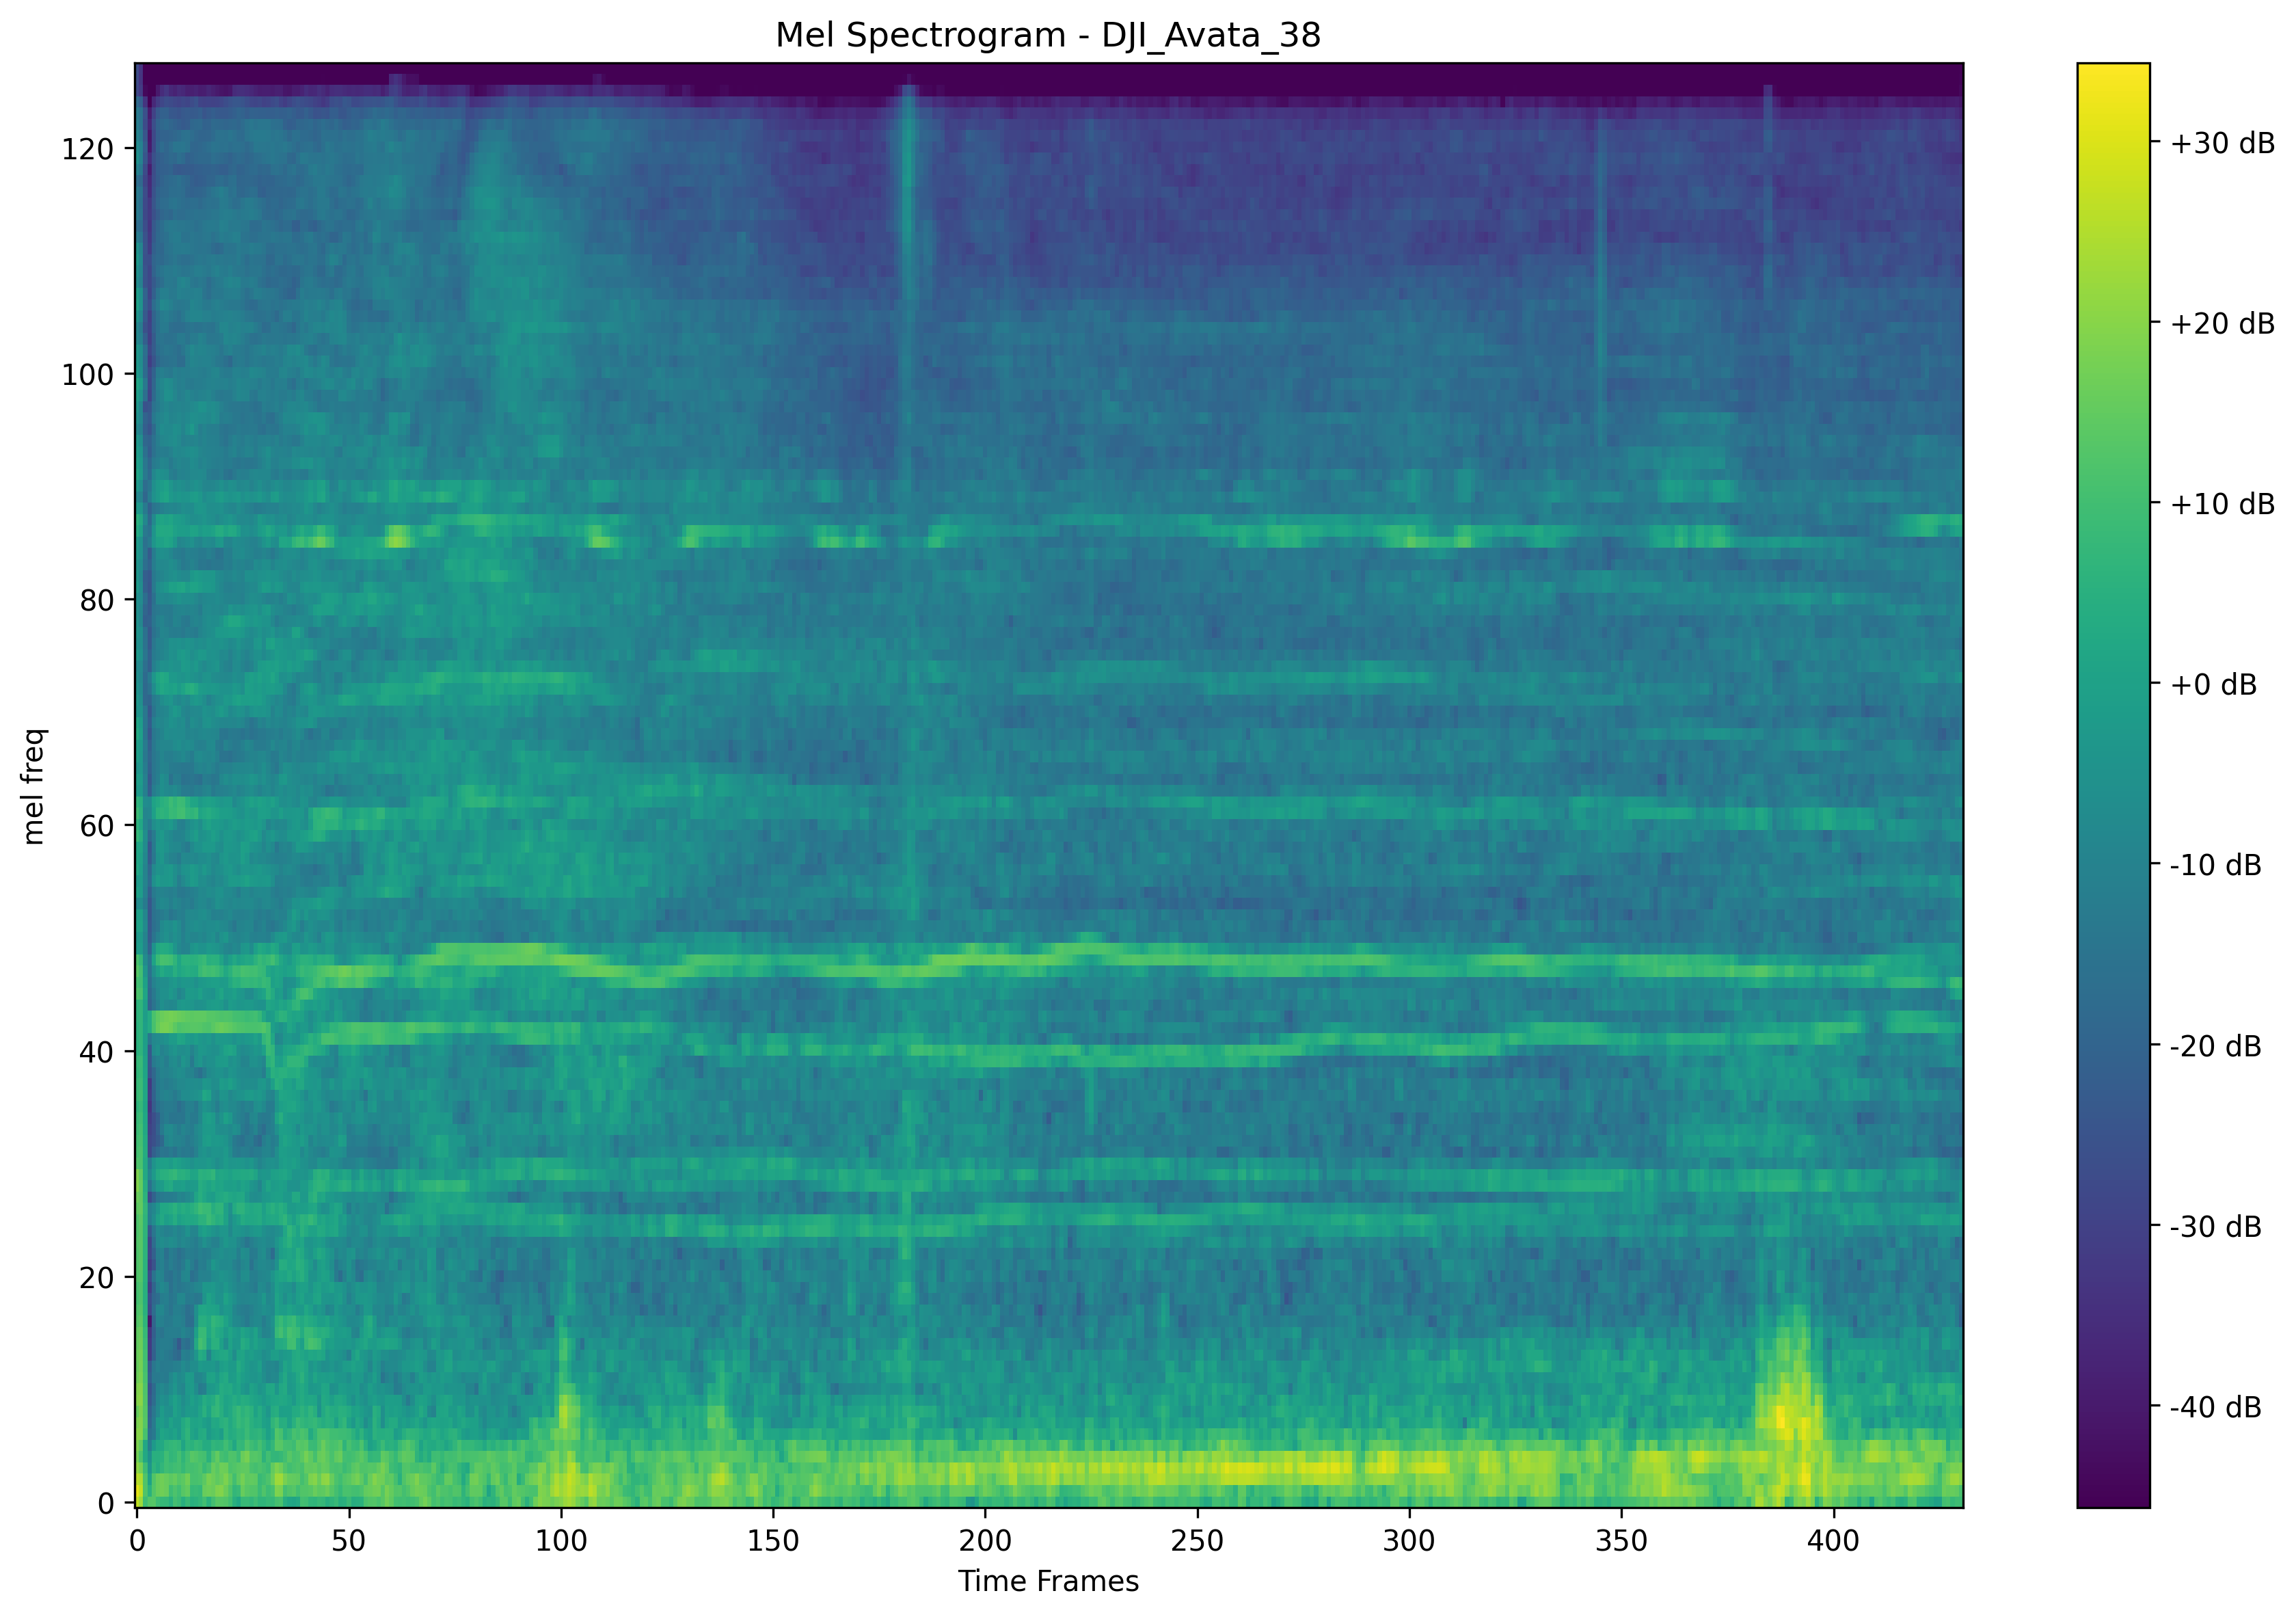 Mel Spectrogram - DJI_Avata_38
mel freq
120
100
80
60
40
20
0
0 50 100 150 200 250 300 350 400
Time Frames
+30 dB
+20 dB
+10 dB
+0 dB
-10 dB
-20 dB
-30 dB
-40 dB